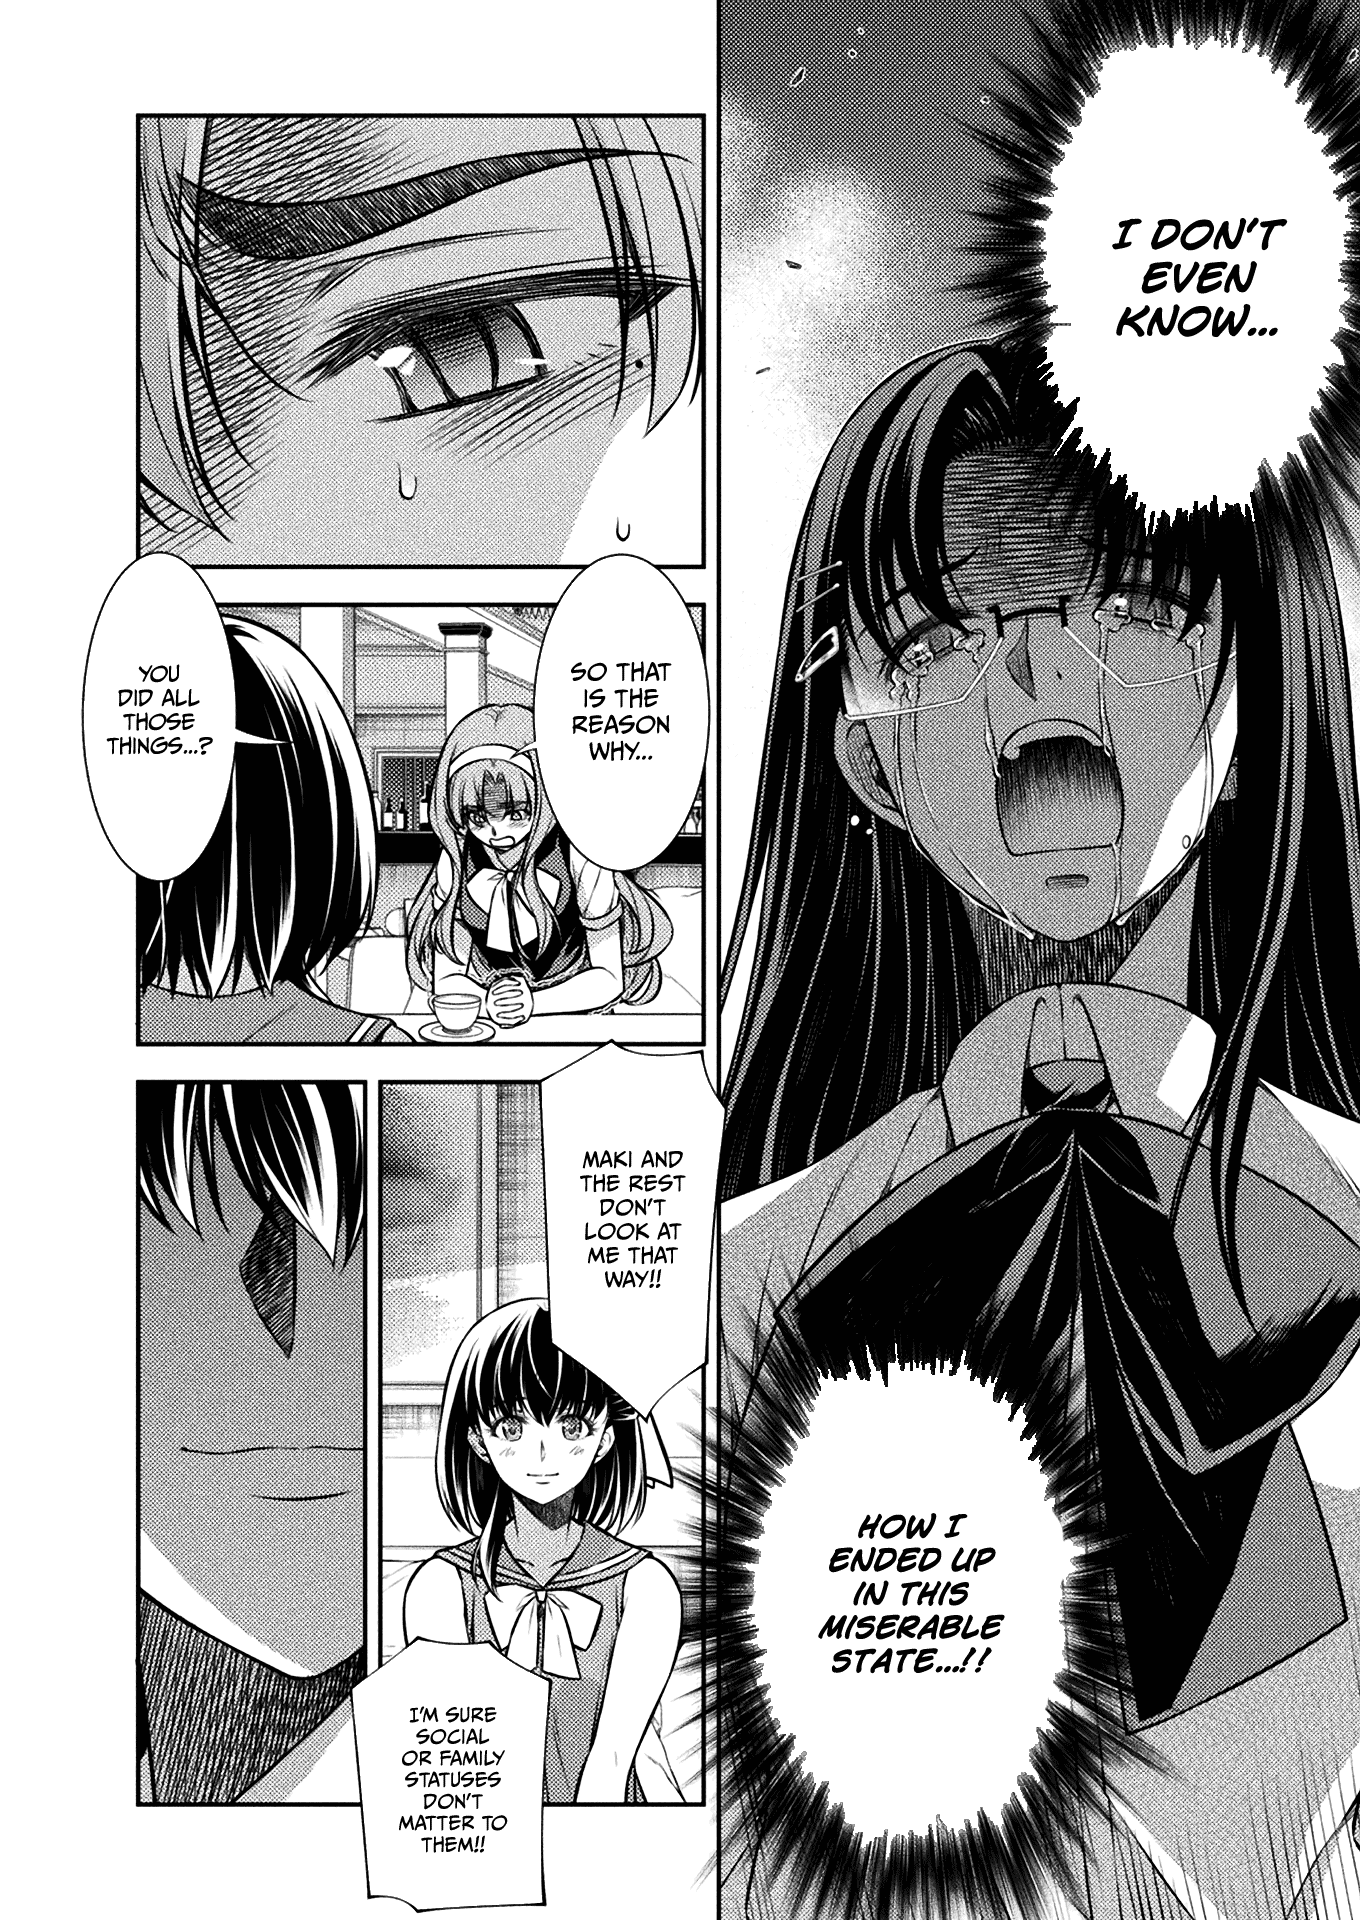 I DON'T
EVEN
KNOW...
HOW I
ENDED UP
IN THIS
MISERABLE
STATE...!!
SO THAT
IS THE
REASON
WHY...
YOU
DID ALL
THOSE
THINGS...?
MAKI AND
THE REST
DON'T
LOOK AT
ME THAT
WAY!!
I'M SURE
SOCIAL
OR FAMILY
STATUSES
DON'T
MATTER TO
THEM!!